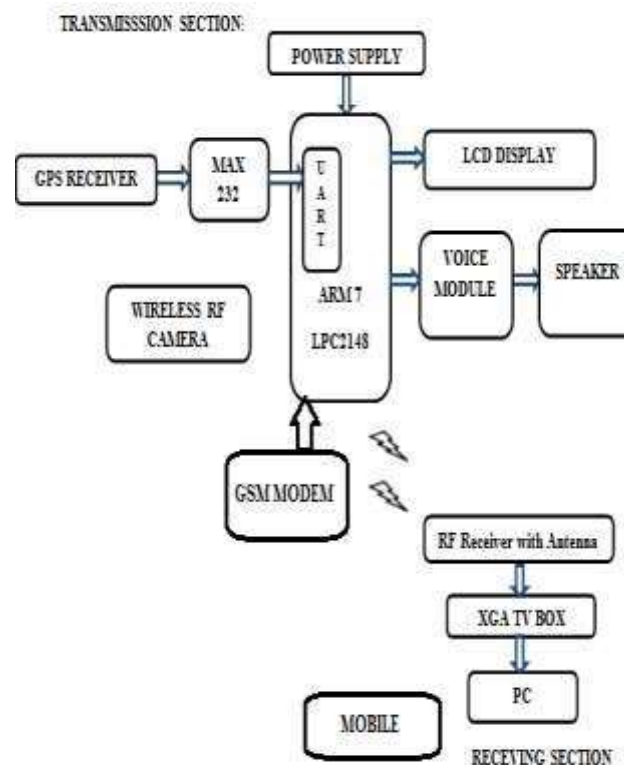 TRANSMISSSION SECTION:
POWER SUPPLY
GPS RECEIVER
MAX
232
U
A
R
T
ARM 7
LPC2148
LCD DISPLAY
VOICE
MODULE
SPEAKER
WIRELESS RF
CAMERA
GSM MODEM
RF Receiver with Antenna
XGA TV BOX
PC
MOBILE
RECEVING SECTION